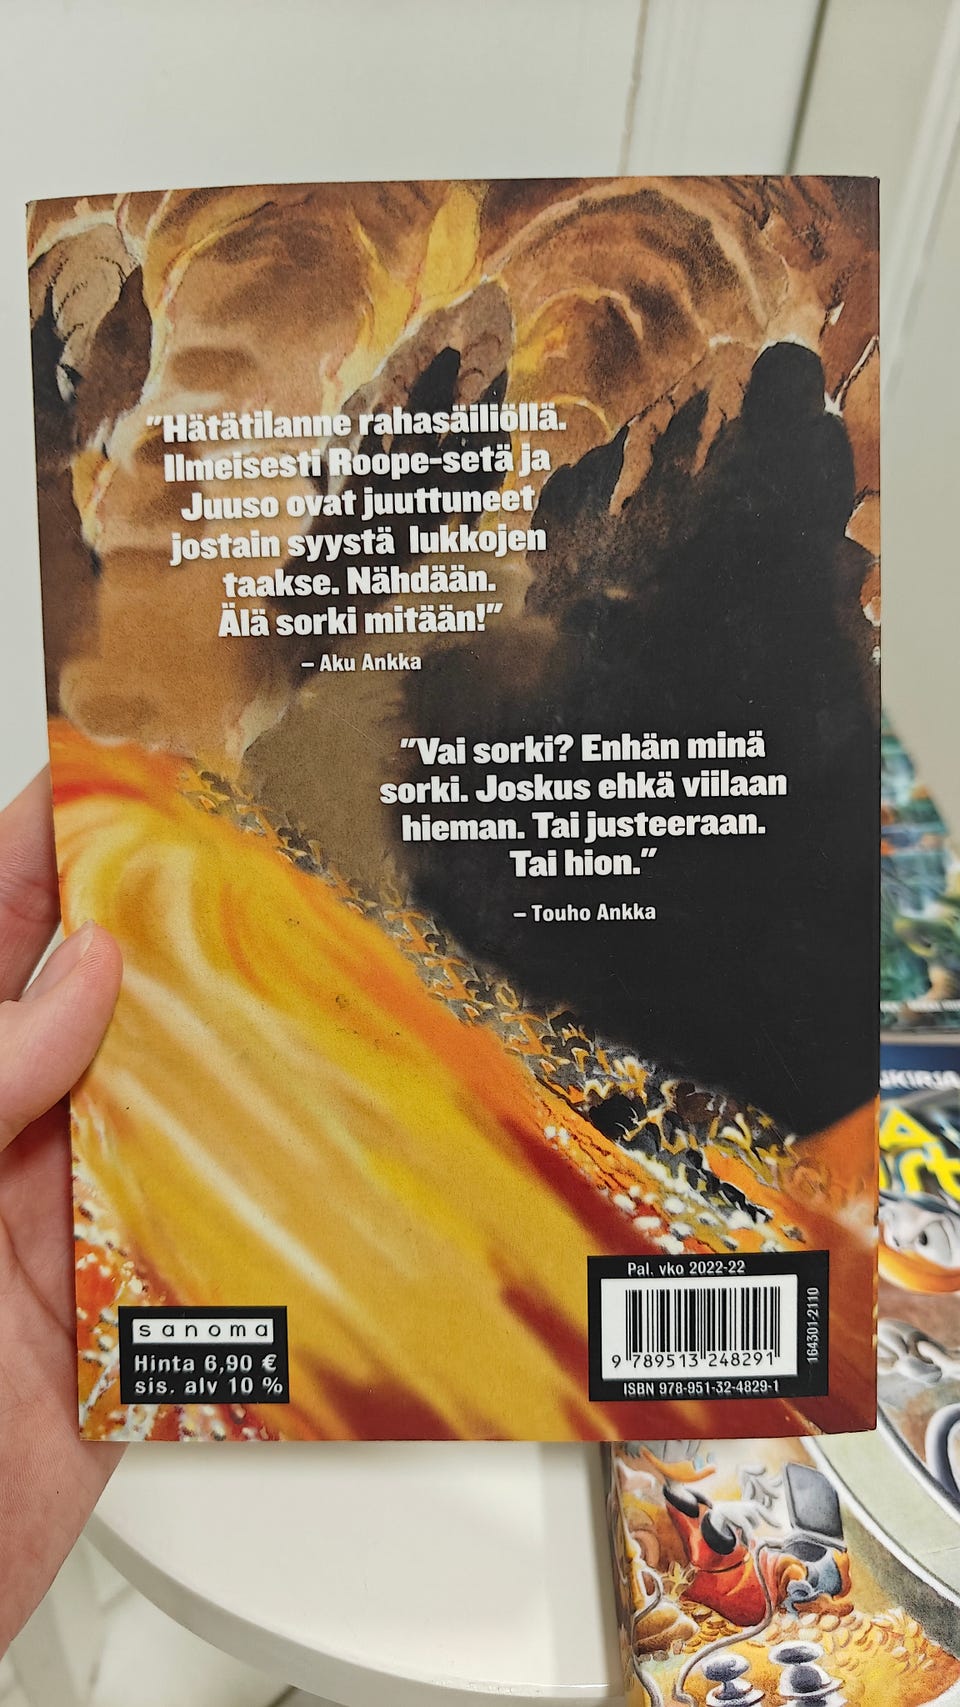 "Hätätilanne rahasäiliöllä.
Ilmeisesti Roope-setä ja
Juuso ovat juuttuneet
jostain syystä lukkojen
taakse. Nähdään.
Älä sorki mitään!"
– Aku Ankka
"Vai sorki? Enhän minä
sorki. Joskus ehkä viilaan
hieman. Tai justeeraan.
Tai hion."
– Touho Ankka
sanoma
Hinta 6,90 €
sis. alv 10 %
Pal. vko 2022-22
9 789513 248291
ISBN 978-951-32-4829-1
164301-2110
UKIRJA